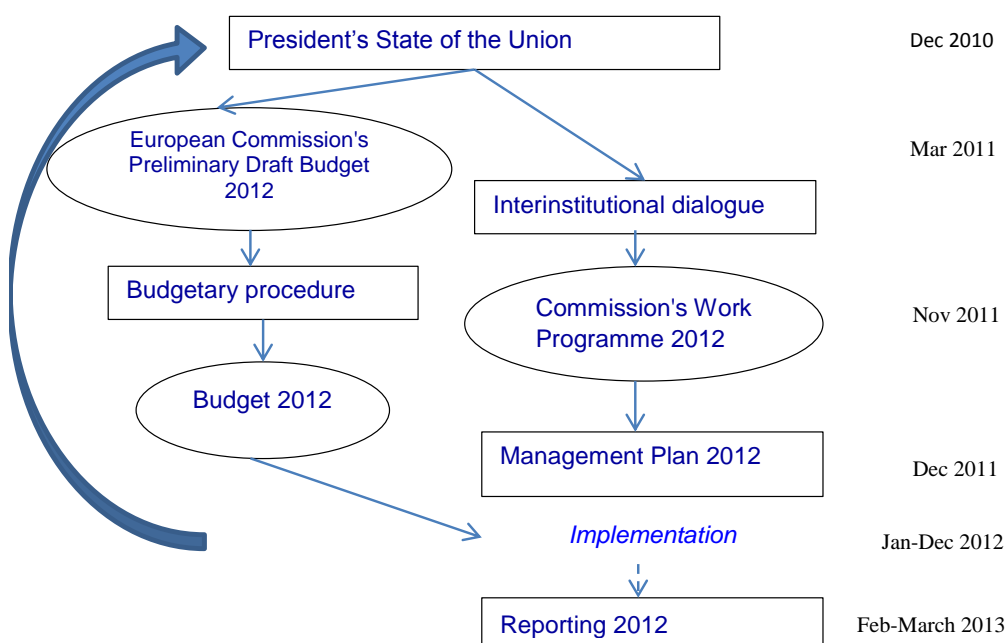 President’s State of the Union
Dec 2010
European Commission's
Preliminary Draft Budget
2012
Mar 2011
Interinstitutional dialogue
Budgetary procedure
Commission's Work
Programme 2012
Nov 2011
Budget 2012
Management Plan 2012
Dec 2011
Implementation
Jan-Dec 2012
Reporting 2012
Feb-March 2013